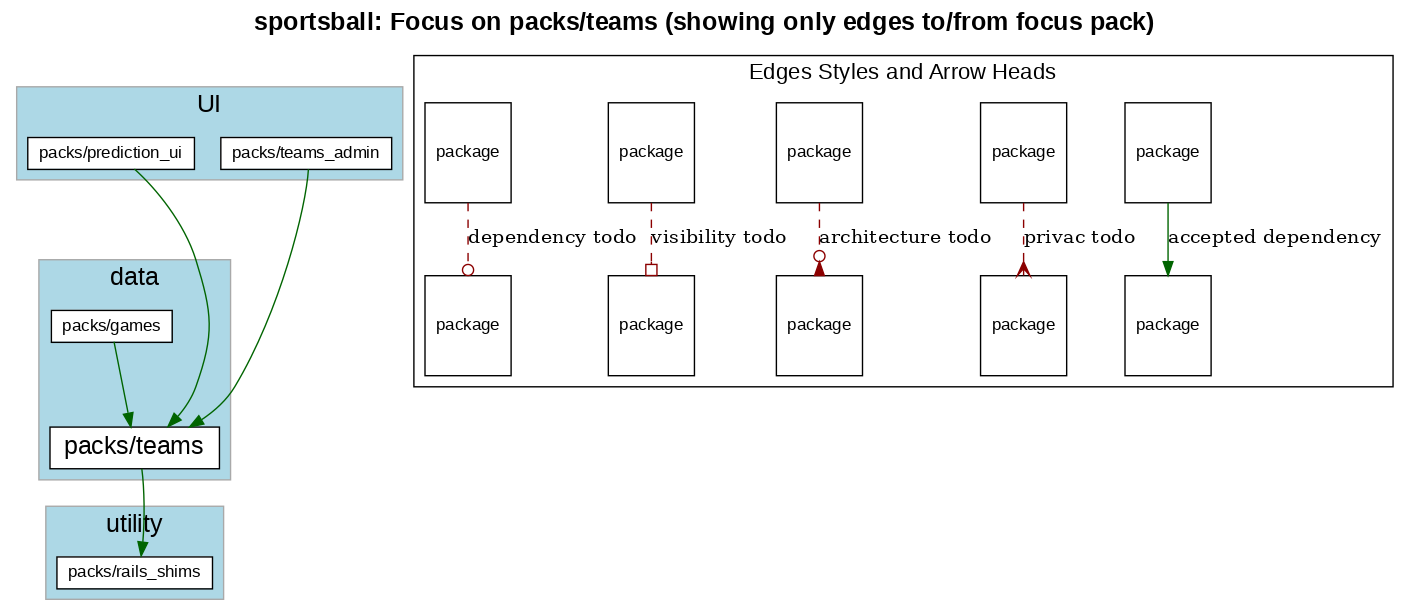 sportsball: Focus on packs/teams (showing only edges to/from focus pack)
UI
packs/prediction_ui
packs/teams_admin
data
packs/games
packs/teams
utility
packs/rails_shims
Edges Styles and Arrow Heads
package
package
package
package
package
dependency todo
visibility todo
architecture todo
privac todo
accepted dependency
package
package
package
package
package